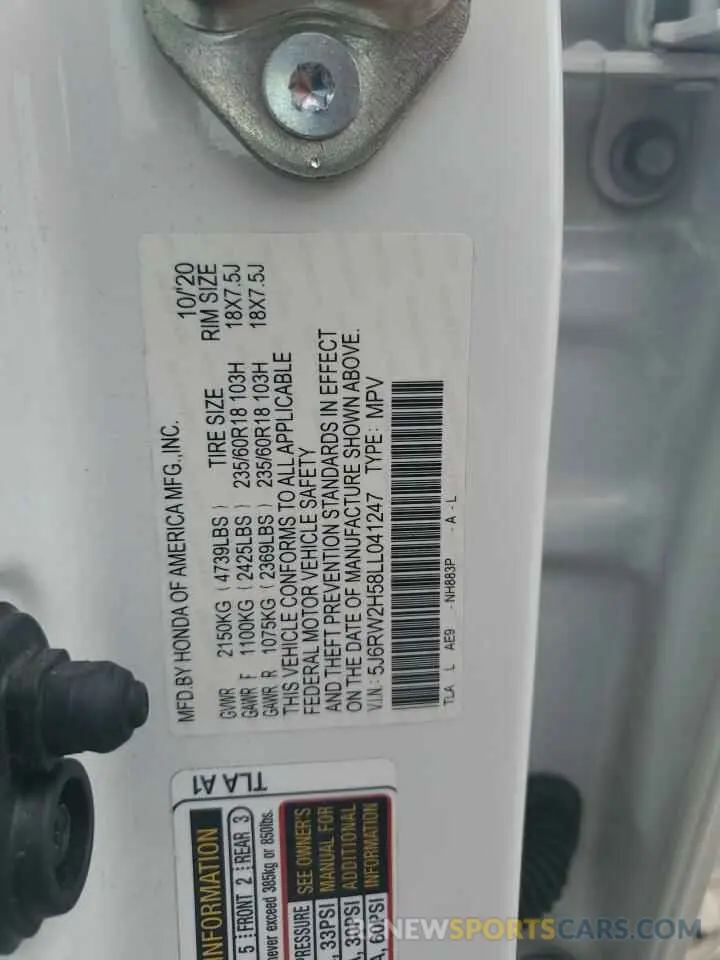 MFD.BY HONDA OF AMERICA MFG.,INC. 10/'20
TIRE SIZE RIM SIZE
GVWR 2150KG ( 4739LBS )
GAWR F 1100KG ( 2425LBS ) 235/60R18 103H 18X7.5J
GAWR R 1075KG ( 2369LBS ) 235/60R18 103H 18X7.5J
THIS VEHICLE CONFORMS TO ALL APPLICABLE
FEDERAL MOTOR VEHICLE SAFETY
AND THEFT PREVENTION STANDARDS IN EFFECT
ON THE DATE OF MANUFACTURE SHOWN ABOVE.
V.I.N.: 5J6RW2H58LL041247 TYPE: MPV
TLA L AE9 - NH883P - A - L
TLA A1
INFORMATION
5 FRONT 2 REAR 3
never exceed 385kg or 850lbs.
PRESSURE
SEE OWNER'S
MANUAL FOR
ADDITIONAL
INFORMATION
, 33PSI
, 30PSI
, 60PSI
NEWSPORTSCARS.COM